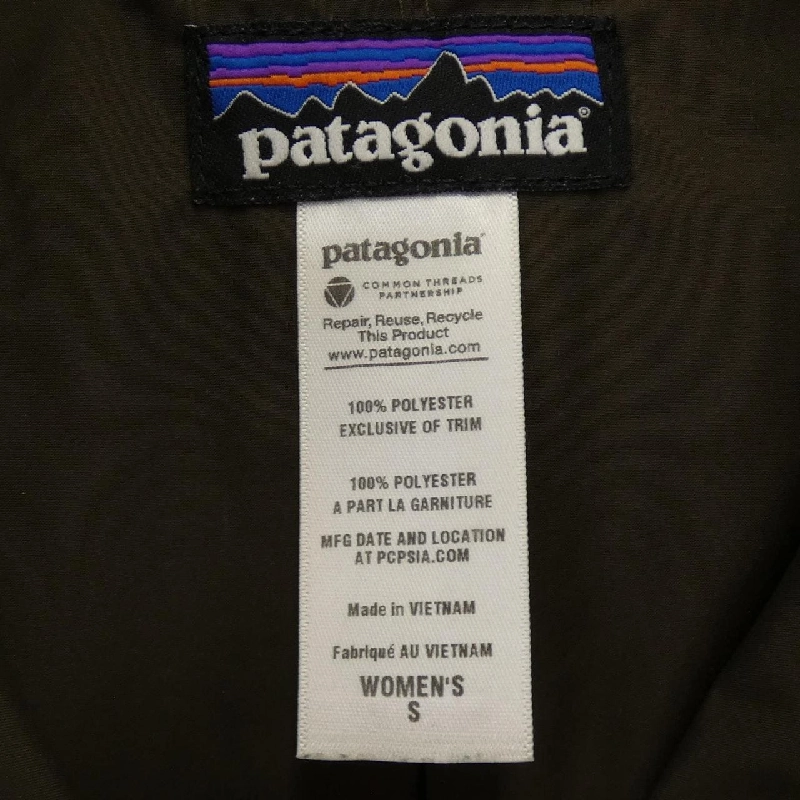 patagonia®
patagonia®
COMMON THREADS
PARTNERSHIP
Repair, Reuse, Recycle
This Product
www.patagonia.com
100% POLYESTER
EXCLUSIVE OF TRIM
100% POLYESTER
A PART LA GARNITURE
MFG DATE AND LOCATION
AT PCPSIA.COM
Made in VIETNAM
Fabriqué AU VIETNAM
WOMEN'S
S